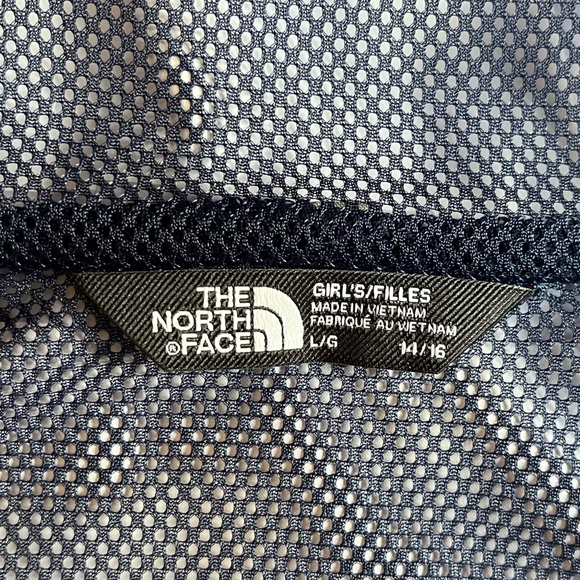 THE
NORTH
®FACE
GIRL'S/FILLES
MADE IN VIETNAM
FABRIQUÉ AU VIETNAM
L/G 14/16